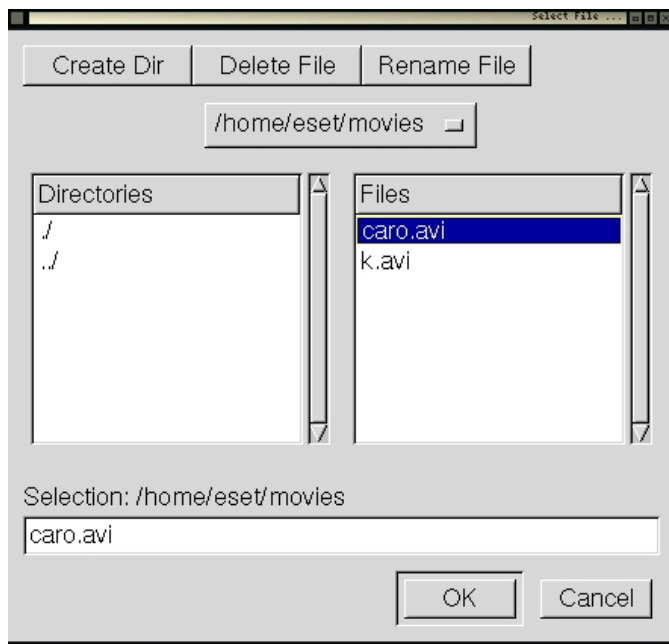 Select File ...
Create Dir Delete File Rename File
/home/eset/movies
Directories Files
./ caro.avi
../ k.avi
Selection: /home/eset/movies
caro.avi
OK Cancel